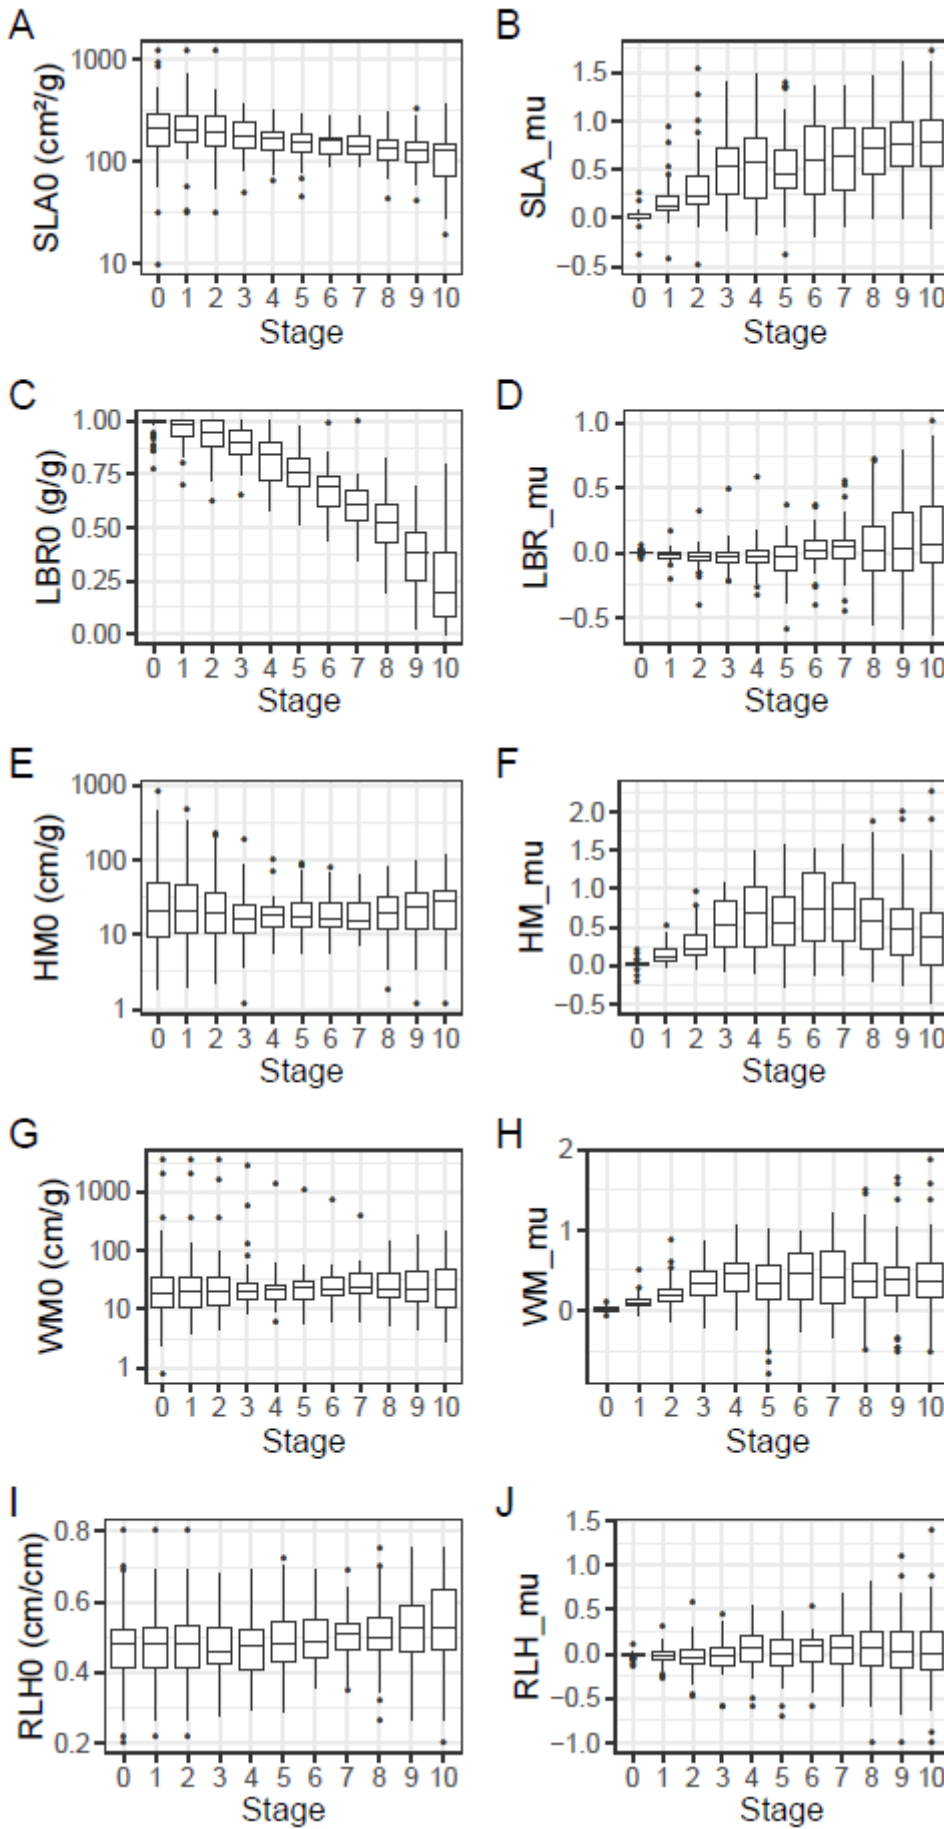 A
SLA0 (cm²/g)
1000
100
10
0 1 2 3 4 5 6 7 8 9 10
Stage
B
SLA_mu
1.5
1.0
0.5
0.0
−0.5
0 1 2 3 4 5 6 7 8 9 10
Stage
C
LBR0 (g/g)
1.00
0.75
0.50
0.25
0.00
0 1 2 3 4 5 6 7 8 9 10
Stage
D
LBR_mu
1.0
0.5
0.0
−0.5
0 1 2 3 4 5 6 7 8 9 10
Stage
E
HM0 (cm/g)
1000
100
10
1
0 1 2 3 4 5 6 7 8 9 10
Stage
F
HM_mu
2.0
1.5
1.0
0.5
0.0
−0.5
0 1 2 3 4 5 6 7 8 9 10
Stage
G
WM0 (cm/g)
1000
100
10
1
0 1 2 3 4 5 6 7 8 9 10
Stage
H
WM_mu
2
1
0
0 1 2 3 4 5 6 7 8 9 10
Stage
I
RLH0 (cm/cm)
0.8
0.6
0.4
0.2
0 1 2 3 4 5 6 7 8 9 10
Stage
J
RLH_mu
1.5
1.0
0.5
0.0
−0.5
−1.0
0 1 2 3 4 5 6 7 8 9 10
Stage